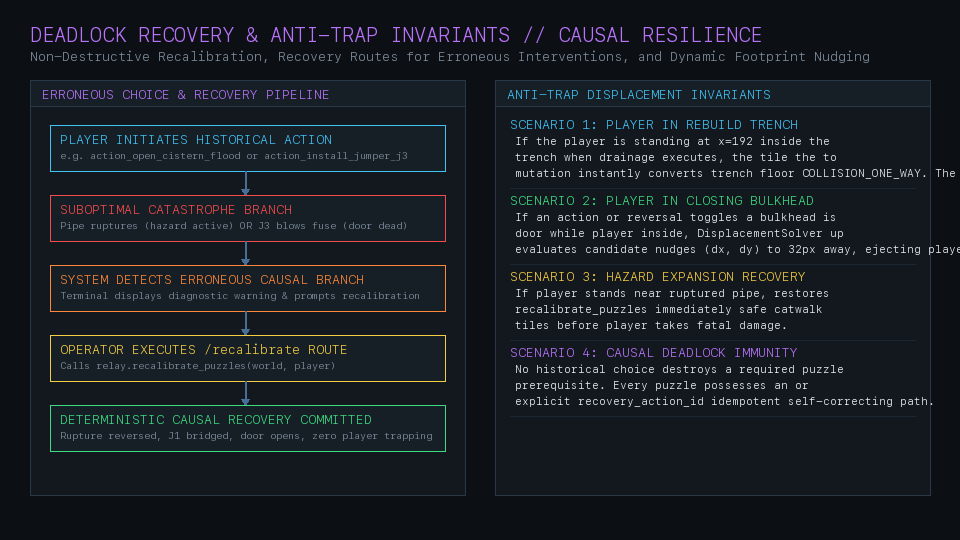 DEADLOCK RECOVERY & ANTI-TRAP INVARIANTS // CAUSAL RESILIENCE
Non-Destructive Recalibration, Recovery Routes for Erroneous Interventions, and Dynamic Footprint Nudging
ERRONEOUS CHOICE & RECOVERY PIPELINE
PLAYER INITIATES HISTORICAL ACTION
e.g. action_open_cistern_flood or action_install_jumper_j3
SUBOPTIMAL CATASTROPHE BRANCH
Pipe ruptures (hazard active) OR J3 blows fuse (door dead)
SYSTEM DETECTS ERRONEOUS CAUSAL BRANCH
Terminal displays diagnostic warning & prompts recalibration
OPERATOR EXECUTES /recalibrate ROUTE
Calls relay.recalibrate_puzzles(world, player)
DETERMINISTIC CAUSAL RECOVERY COMMITTED
Rupture reversed, J1 bridged, door opens, zero player trapping
ANTI-TRAP DISPLACEMENT INVARIANTS
SCENARIO 1: PLAYER IN REBUILD TRENCH
If the player is standing at x=192 inside the
trench when drainage executes, the tile the to
mutation instantly converts trench floor COLLISION_ONE_WAY. The
SCENARIO 2: PLAYER IN CLOSING BULKHEAD
If an action or reversal toggles a bulkhead is
door while player inside, DisplacementSolver up
evaluates candidate nudges (dx, dy) to 32px away, ejecting playe
SCENARIO 3: HAZARD EXPANSION RECOVERY
If player stands near ruptured pipe, restores
recalibrate_puzzles immediately safe catwalk
tiles before player takes fatal damage.
SCENARIO 4: CAUSAL DEADLOCK IMMUNITY
No historical choice destroys a required puzzle
prerequisite. Every puzzle possesses an or
explicit recovery_action_id idempotent self-correcting path.